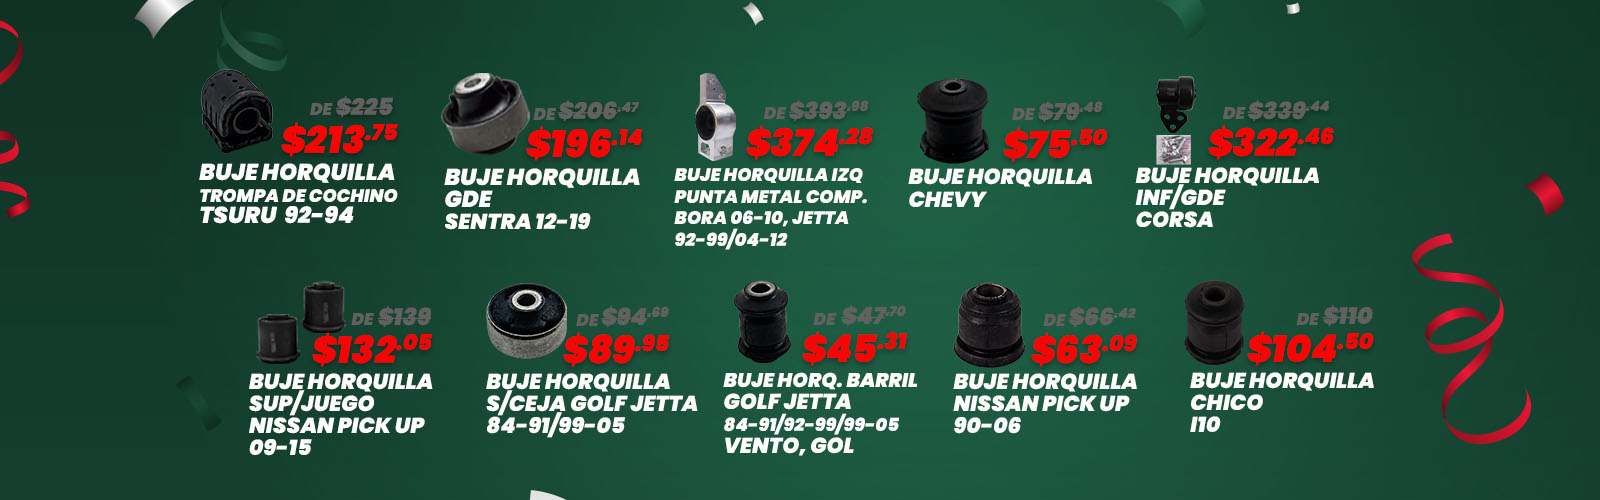 DE $225
$213.75
BUJE HORQUILLA
TROMPA DE COCHINO
TSURU 92-94
DE $206.47
$196.14
BUJE HORQUILLA
GDE
SENTRA 12-19
DE $393.98
$374.28
BUJE HORQUILLA IZQ
PUNTA METAL COMP.
BORA 06-10, JETTA
92-99/04-12
DE $79.48
$75.50
BUJE HORQUILLA
CHEVY
DE $339.44
$322.46
BUJE HORQUILLA
INF/GDE
CORSA
DE $139
$132.05
BUJE HORQUILLA
SUP/JUEGO
NISSAN PICK UP
09-15
DE $94.69
$89.95
BUJE HORQUILLA
S/CEJA GOLF JETTA
84-91/99-05
DE $47.70
$45.31
BUJE HORQ. BARRIL
GOLF JETTA
84-91/92-99/99-05
VENTO, GOL
DE $66.42
$63.09
BUJE HORQUILLA
NISSAN PICK UP
90-06
DE $110
$104.50
BUJE HORQUILLA
CHICO
I10